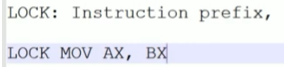 LOCK: Instruction prefix,
LOCK MOV AX, BX